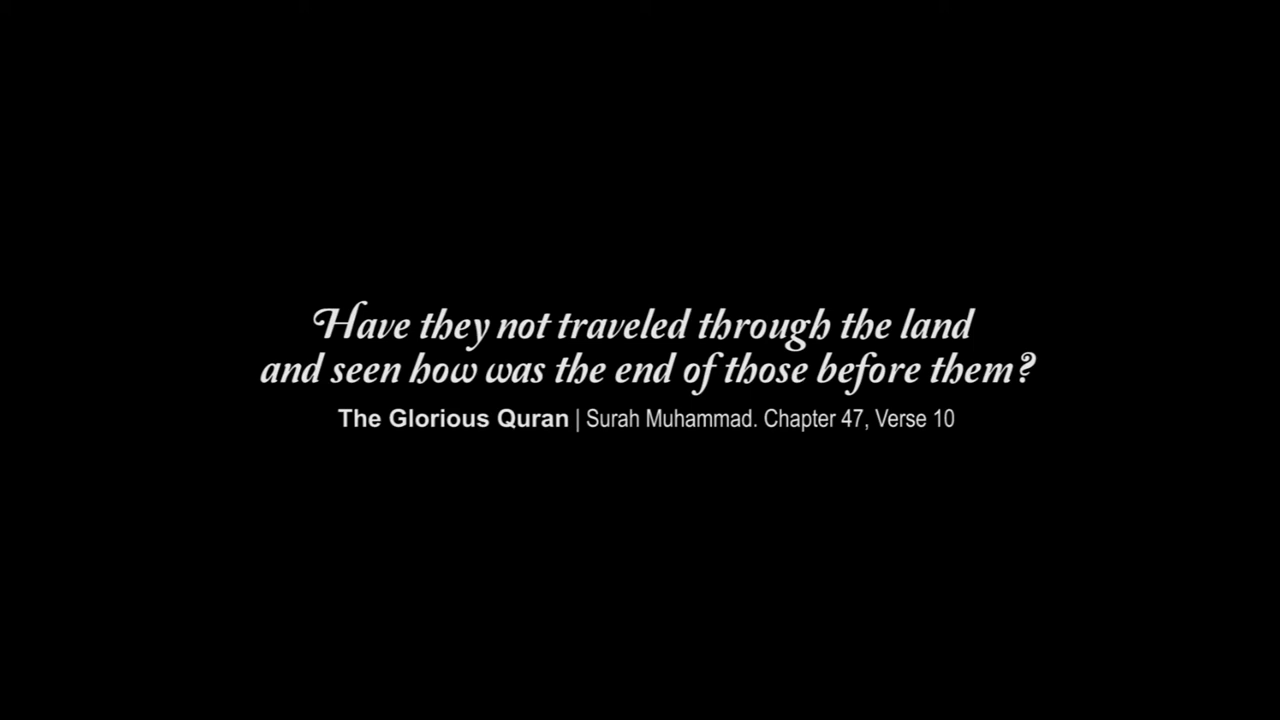 Have they not traveled through the land
and seen how was the end of those before them?
The Glorious Quran | Surah Muhammad. Chapter 47, Verse 10